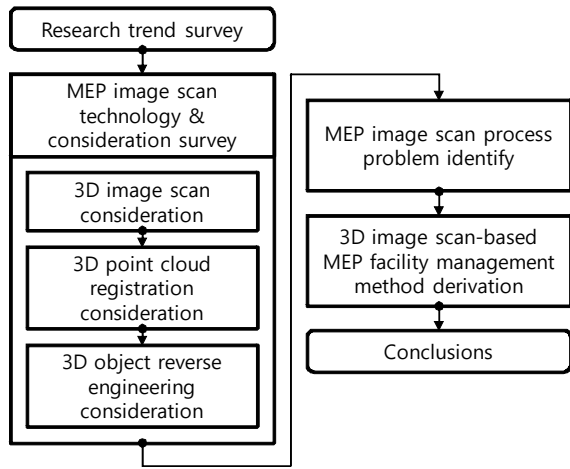 Research trend survey
MEP image scan
technology &
consideration survey
3D image scan
consideration
3D point cloud
registration
consideration
3D object reverse
engineering
consideration
MEP image scan process
problem identify
3D image scan-based
MEP facility management
method derivation
Conclusions